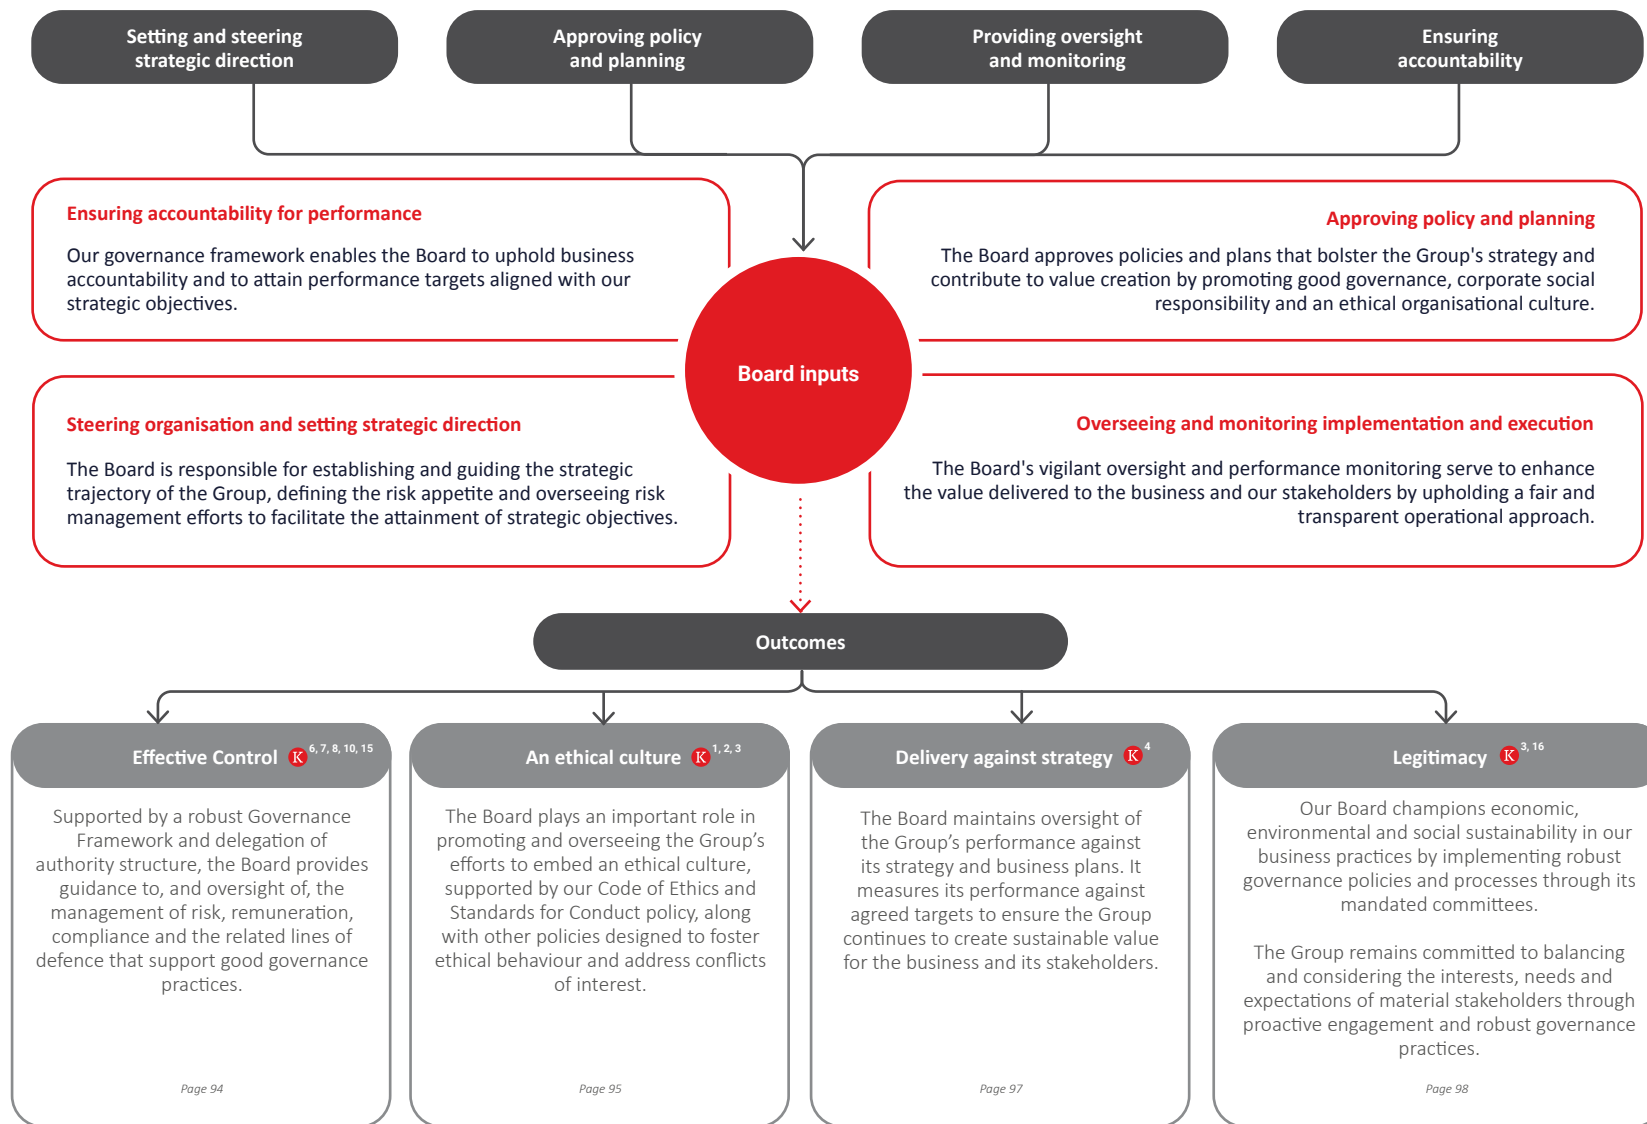 Setting and steering
strategic direction
Approving policy
and planning
Providing oversight
and monitoring
Ensuring
accountability
Ensuring accountability for performance
Our governance framework enables the Board to uphold business
accountability and to attain performance targets aligned with our
strategic objectives.
Approving policy and planning
The Board approves policies and plans that bolster the Group's strategy and
contribute to value creation by promoting good governance, corporate social
responsibility and an ethical organisational culture.
Board inputs
Steering organisation and setting strategic direction
The Board is responsible for establishing and guiding the strategic
trajectory of the Group, defining the risk appetite and overseeing risk
management efforts to facilitate the attainment of strategic objectives.
Overseeing and monitoring implementation and execution
The Board's vigilant oversight and performance monitoring serve to enhance
the value delivered to the business and our stakeholders by upholding a fair and
transparent operational approach.
Outcomes
Effective Control K 6, 7, 8, 10, 15
Supported by a robust Governance
Framework and delegation of
authority structure, the Board provides
guidance to, and oversight of, the
management of risk, remuneration,
compliance and the related lines of
defence that support good governance
practices.
Page 94
An ethical culture K 1, 2, 3
The Board plays an important role in
promoting and overseeing the Group’s
efforts to embed an ethical culture,
supported by our Code of Ethics and
Standards for Conduct policy, along
with other policies designed to foster
ethical behaviour and address conflicts
of interest.
Page 95
Delivery against strategy K 4
The Board maintains oversight of
the Group’s performance against
its strategy and business plans. It
measures its performance against
agreed targets to ensure the Group
continues to create sustainable value
for the business and its stakeholders.
Page 97
Legitimacy K 3, 16
Our Board champions economic,
environmental and social sustainability in our
business practices by implementing robust
governance policies and processes through its
mandated committees.
The Group remains committed to balancing
and considering the interests, needs and
expectations of material stakeholders through
proactive engagement and robust governance
practices.
Page 98